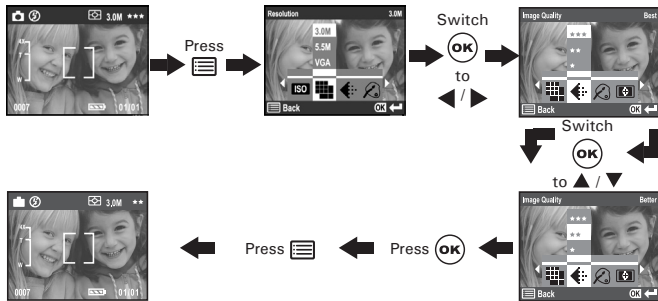 3.0M ★★★
4X
T
W
0007
01/01
Press
Resolution 3.0M
3.0M
5.5M
VGA
ISO
Back OK
Switch
OK
to
◀ / ▶
Image Quality Best
★★★
★★
★
Back OK
Switch
OK
to ▲ / ▼
Image Quality Better
★★★
★★
★
Back OK
Press OK
Press
3.0M ★★
4X
T
W
0007
01/01